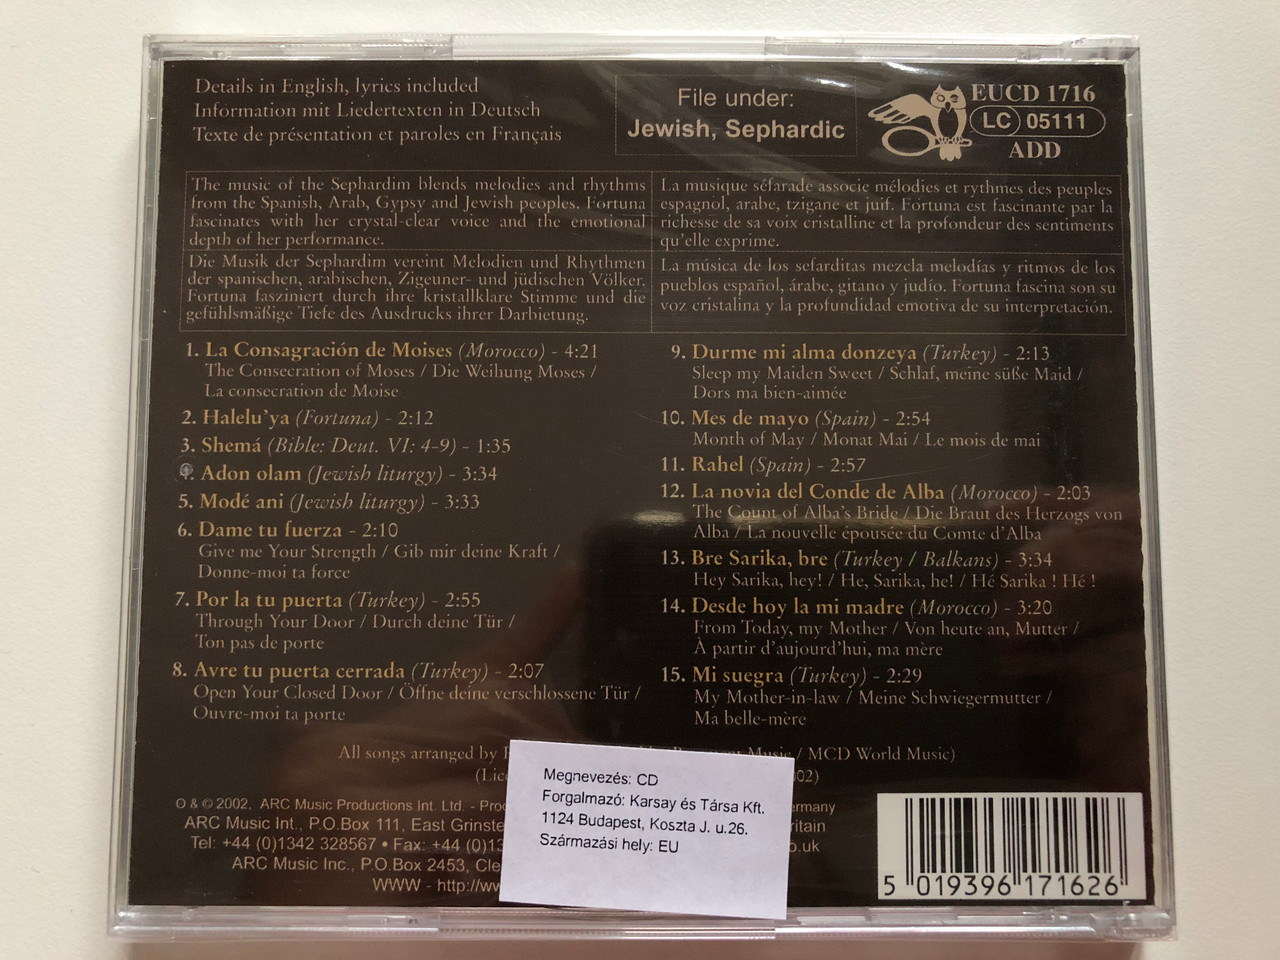 Details in English, lyrics included
Information mit Liedertexten in Deutsch
Texte de présentation et paroles en Français
File under:
Jewish, Sephardic
EUCD 1716
LC 05111
ADD
The music of the Sephardim blends melodies and rhythms
from the Spanish, Arab, Gypsy and Jewish peoples. Fortuna
fascinates with her crystal-clear voice and the emotional
depth of her performance.
La musique séfarade associe mélodies et rythmes des peuples
espagnol, arabe, tzigane et juif. Fortuna est fascinante par la
richesse de sa voix cristalline et la profondeur des sentiments
qu'elle exprime.
Die Musik der Sephardim vereint Melodien und Rhythmen
der spanischen, arabischen, Zigeuner- und jüdischen Völker.
Fortuna fasziniert durch ihre kristallklare Stimme und die
gefühlsmäßige Tiefe des Ausdrucks ihrer Darbietung.
La música de los sefarditas mezcla melodías y ritmos de los
pueblos español, árabe, gitano y judío. Fortuna fascina son su
voz cristalina y la profundidad emotiva de su interpretación.
1. La Consagración de Moises (Morocco) - 4:21
The Consecration of Moses / Die Weihung Moses /
La consecration de Moise
2. Halelu'ya (Fortuna) - 2:12
3. Shemá (Bible: Deut. VI: 4-9) - 1:35
4. Adon olam (Jewish liturgy) - 3:34
5. Modé ani (Jewish liturgy) - 3:33
6. Dame tu fuerza - 2:10
Give me Your Strength / Gib mir deine Kraft /
Donne-moi ta force
7. Por la tu puerta (Turkey) - 2:55
Through Your Door / Durch deine Tür /
Ton pas de porte
8. Avre tu puerta cerrada (Turkey) - 2:07
Open Your Closed Door / Öffne deine verschlossene Tür /
Ouvre-moi ta porte
9. Durme mi alma donzeya (Turkey) - 2:13
Sleep my Maiden Sweet / Schlaf, meine süße Maid /
Dors ma bien-aimée
10. Mes de mayo (Spain) - 2:54
Month of May / Monat Mai / Le mois de mai
11. Rahel (Spain) - 2:57
12. La novia del Conde de Alba (Morocco) - 2:03
The Count of Alba's Bride / Die Braut des Herzogs von
Alba / La nouvelle épousée du Comte d'Alba
13. Bre Sarika, bre (Turkey / Balkans) - 3:34
Hey Sarika, hey! / He, Sarika, he! / Hé Sarika ! Hé !
14. Desde hoy la mi madre (Morocco) - 3:20
From Today, my Mother / Von heute an, Mutter /
À partir d'aujourd'hui, ma mère
15. Mi suegra (Turkey) - 2:29
My Mother-in-law / Meine Schwiegermutter /
Ma belle-mère
All songs arranged by Music / MCD World Music)
℗ & © 2002, ARC Music Productions Int. Ltd. -
ARC Music Int., P.O.Box 111, East
Tel: +44 (0)1342 328567 • Fax: +44
ARC Music Inc., P.O.Box 2453,
WWW -
Megnevezés: CD
Forgalmazó: Karsay és Társa Kft.
1124 Budapest, Koszta J. u.26.
Származási hely: EU
5 019396 171626